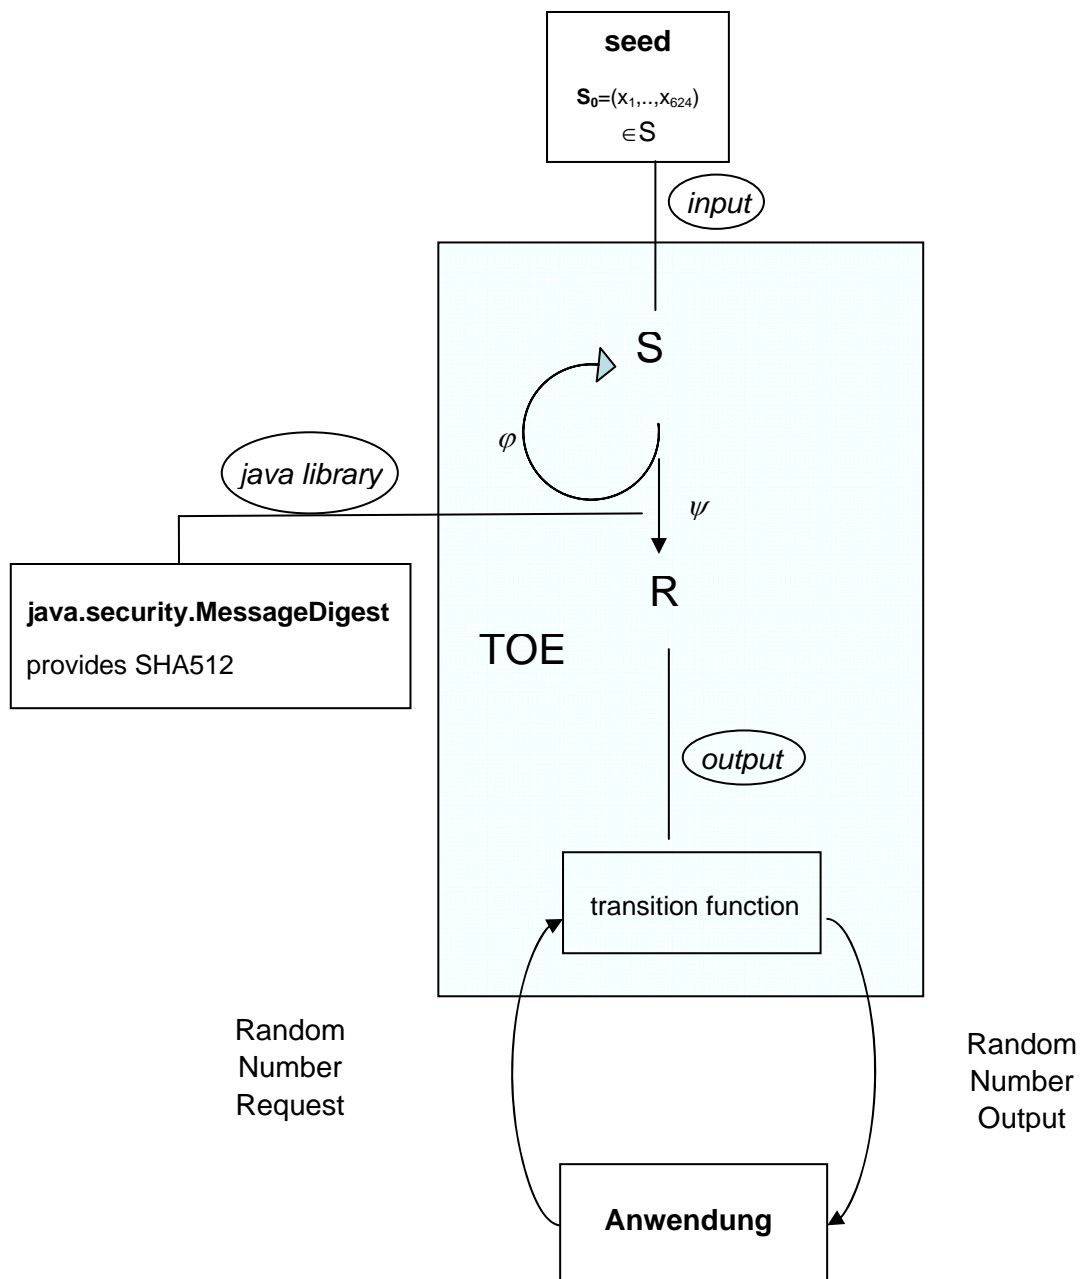 seed
S₀=(x₁,..,x₆₂₄)
∈S
input
S
φ
java library
ψ
java.security.MessageDigest
provides SHA512
R
TOE
output
transition function
Random
Number
Request
Random
Number
Output
Anwendung